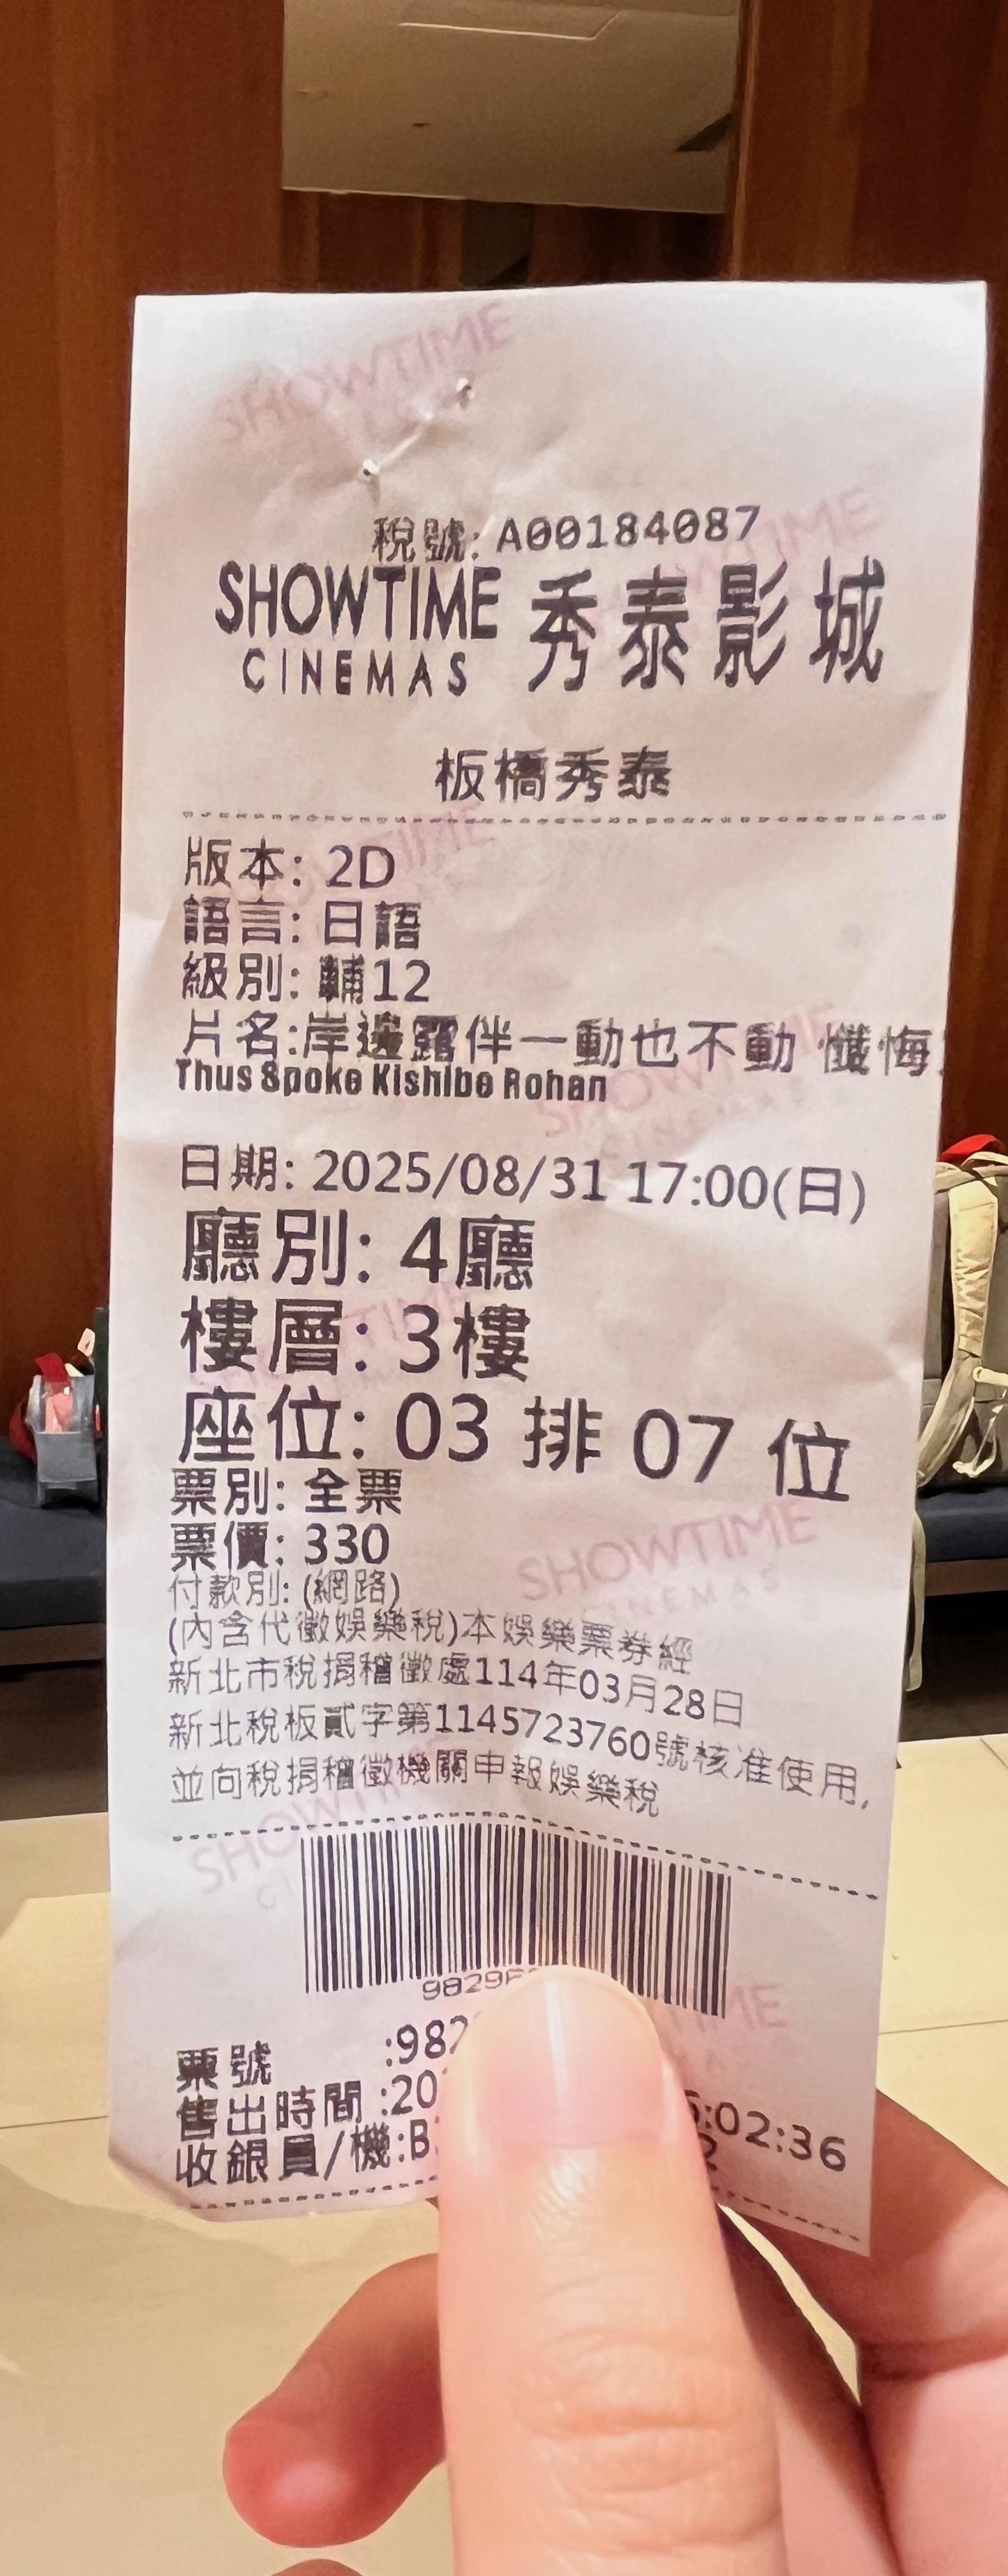 稅號: A00184087
SHOWTIME CINEMAS 秀泰影城
板橋秀泰
版本: 2D
語言: 日語
級別: 輔12
片名:岸邊露伴一動也不動 懺悔
Thus Spoke Kishibe Rohan
日期: 2025/08/31 17:00(日)
廳別: 4廳
樓層: 3樓
座位: 03 排 07 位
票別: 全票
票價: 330
付款別: (網路)
(內含代徵娛樂稅)本娛樂票券經
新北市稅捐稽徵處114年03月28日
新北稅板貳字第1145723760號核准使用,
並向稅捐稽徵機關申報娛樂稅
9829
票號 :982
售出時間 :20 :02:36
收銀員/機:B 2